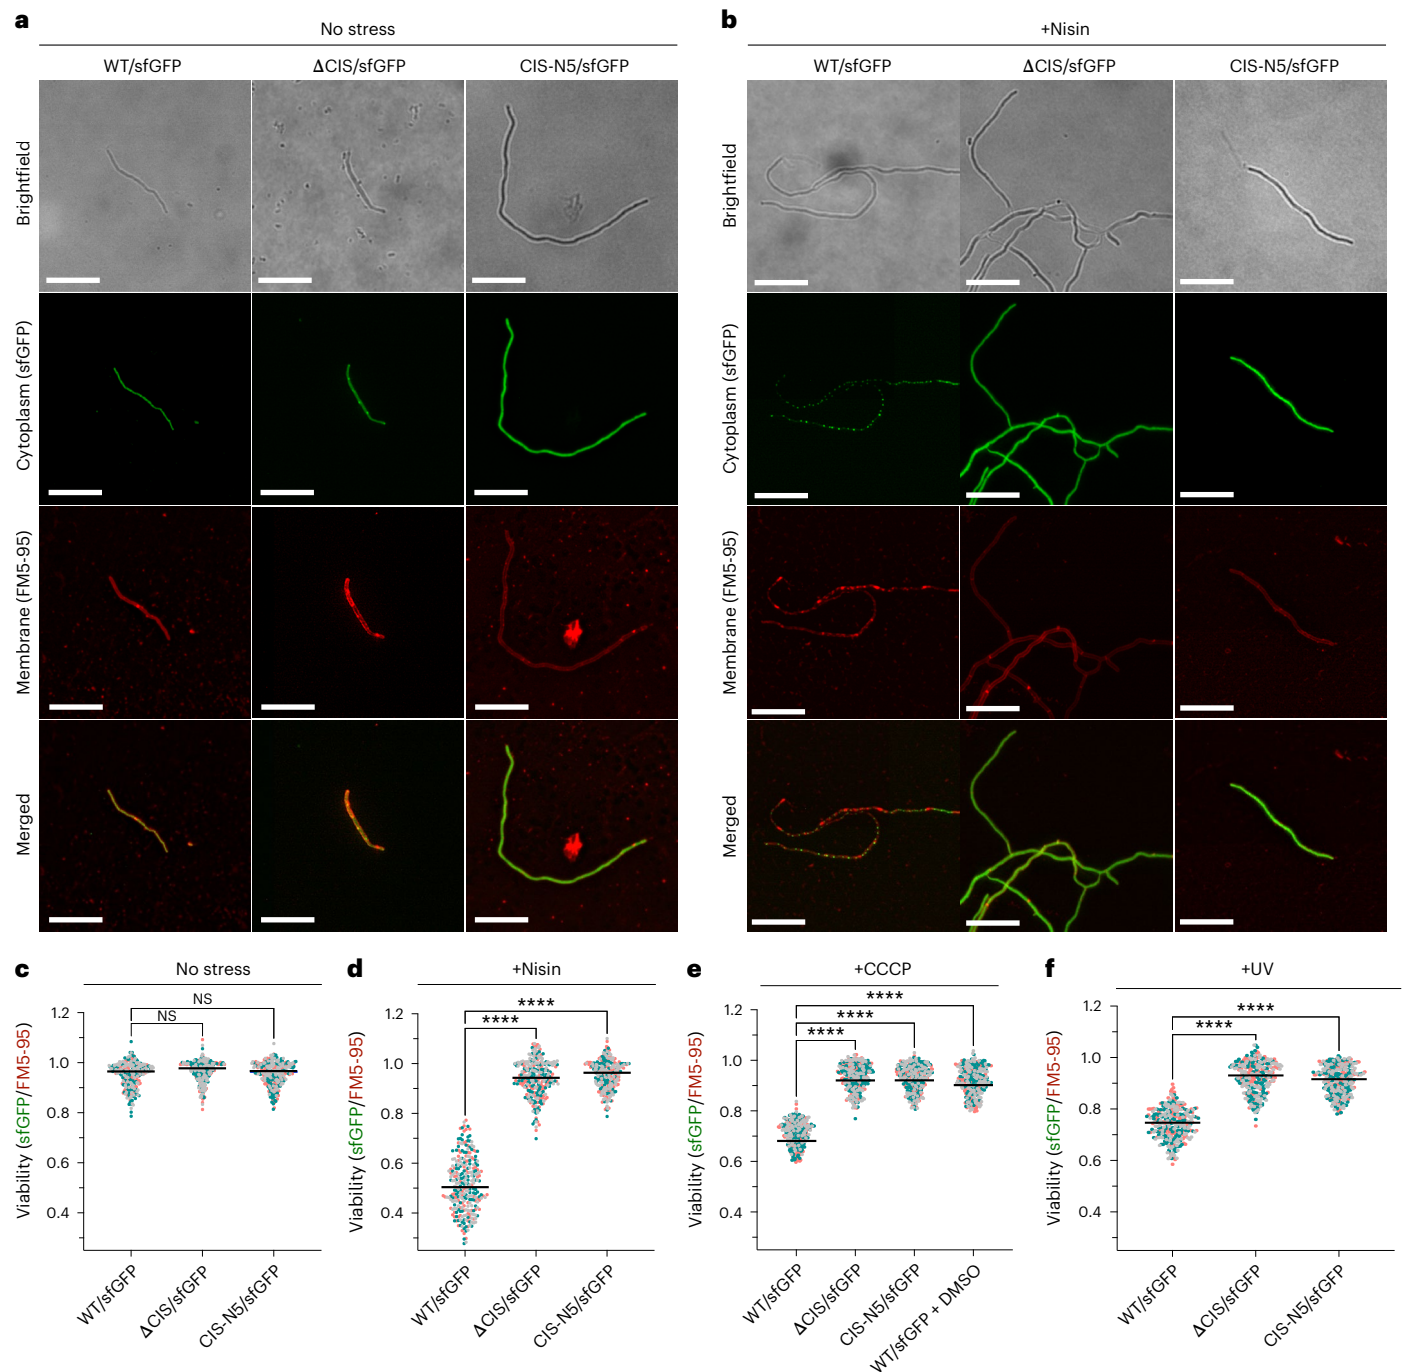 a
No stress
WT/sfGFP
ΔCIS/sfGFP
CIS-N5/sfGFP
Brightfield
Cytoplasm (sfGFP)
Membrane (FM5-95)
Merged
b
+Nisin
WT/sfGFP
ΔCIS/sfGFP
CIS-N5/sfGFP
Brightfield
Cytoplasm (sfGFP)
Membrane (FM5-95)
Merged
c
No stress
NS
NS
Viability (sfGFP/FM5-95)
1.2
1.0
0.8
0.6
0.4
WT/sfGFP
ΔCIS/sfGFP
CIS-N5/sfGFP
d
+Nisin
****
****
Viability (sfGFP/FM5-95)
1.2
1.0
0.8
0.6
0.4
WT/sfGFP
ΔCIS/sfGFP
CIS-N5/sfGFP
e
+CCCP
****
****
****
Viability (sfGFP/FM5-95)
1.2
1.0
0.8
0.6
0.4
WT/sfGFP
ΔCIS/sfGFP
CIS-N5/sfGFP
WT/sfGFP + DMSO
f
+UV
****
****
Viability (sfGFP/FM5-95)
1.2
1.0
0.8
0.6
0.4
WT/sfGFP
ΔCIS/sfGFP
CIS-N5/sfGFP